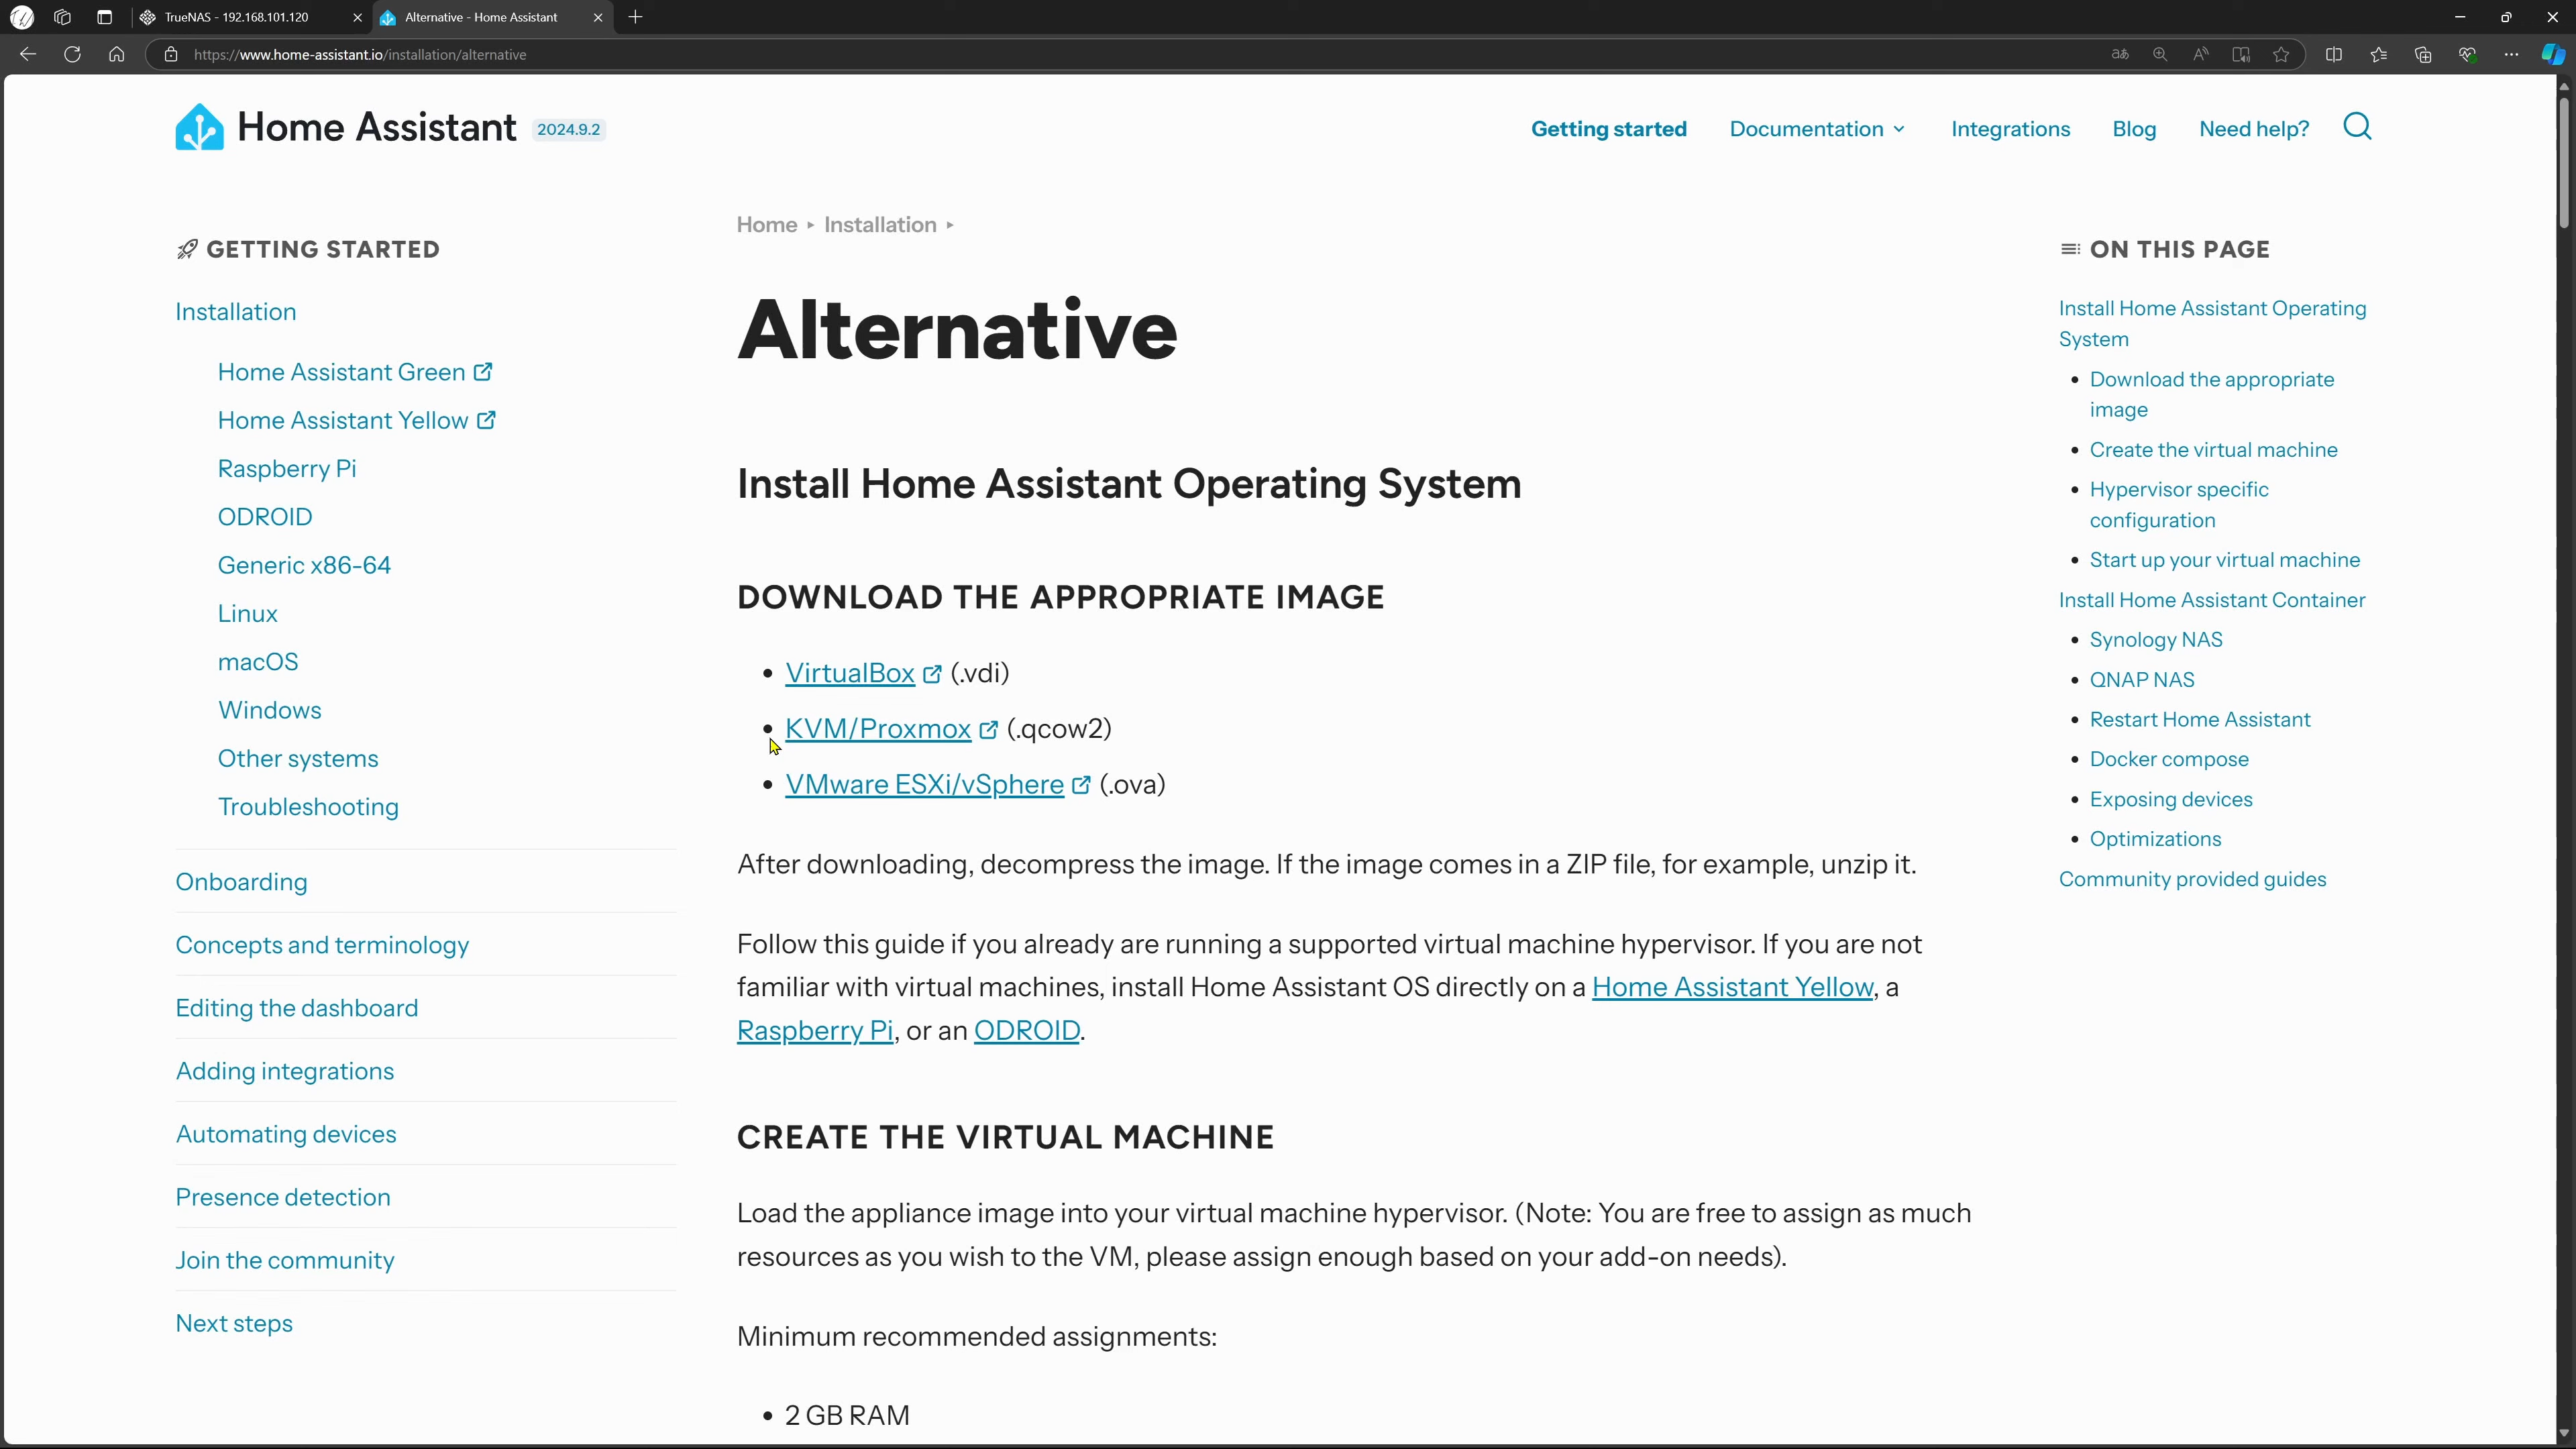 TrueNAS - 192.168.101.120
Alternative - Home Assistant
https://www.home-assistant.io/installation/alternative
Home Assistant 2024.9.2
Getting started
Documentation
Integrations
Blog
Need help?
GETTING STARTED
Installation
Home Assistant Green
Home Assistant Yellow
Raspberry Pi
ODROID
Generic x86-64
Linux
macOS
Windows
Other systems
Troubleshooting
Onboarding
Concepts and terminology
Editing the dashboard
Adding integrations
Automating devices
Presence detection
Join the community
Next steps
Home ▸ Installation ▸
Alternative
Install Home Assistant Operating System
DOWNLOAD THE APPROPRIATE IMAGE
• VirtualBox (.vdi)
• KVM/Proxmox (.qcow2)
• VMware ESXi/vSphere (.ova)
After downloading, decompress the image. If the image comes in a ZIP file, for example, unzip it.
Follow this guide if you already are running a supported virtual machine hypervisor. If you are not
familiar with virtual machines, install Home Assistant OS directly on a Home Assistant Yellow, a
Raspberry Pi, or an ODROID.
CREATE THE VIRTUAL MACHINE
Load the appliance image into your virtual machine hypervisor. (Note: You are free to assign as much
resources as you wish to the VM, please assign enough based on your add-on needs).
Minimum recommended assignments:
• 2 GB RAM
ON THIS PAGE
Install Home Assistant Operating
System
• Download the appropriate
image
• Create the virtual machine
• Hypervisor specific
configuration
• Start up your virtual machine
Install Home Assistant Container
• Synology NAS
• QNAP NAS
• Restart Home Assistant
• Docker compose
• Exposing devices
• Optimizations
Community provided guides